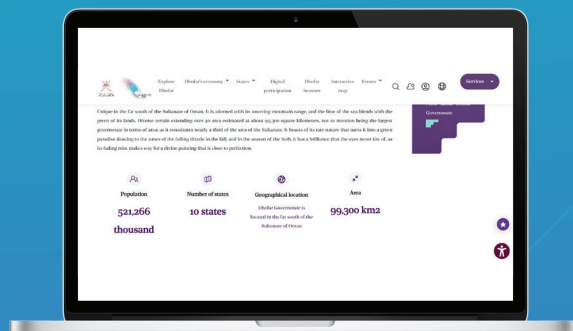 Explore Dhofar's economy States Digital Dhofar Interactive Events Services
Dhofar participation Seasons map
Governorate
Unique in the far south of the Sultanate of Oman. It is adorned with its towering mountain range, and the blue of the sea blends with the
green of its lands. Diverse terrain extending over an area estimated at about 99,300 square kilometers, not to mention being the largest
governorate in terms of area: as it constitutes nearly a third of the area of the Sultanate. It boasts of its rare nature that turns it into a green
paradise dancing to the tunes of the falling drizzle in the fall, and in the season of the Serb, it has a brilliance that the eyes never tire of: as
its fading mist makes way for a divine painting that is close to perfection.
Population Number of states Geographical location Area
521,266 10 states Dhofar Governorate is 99,300 km2
thousand located in the far south of the
Sultanate of Oman